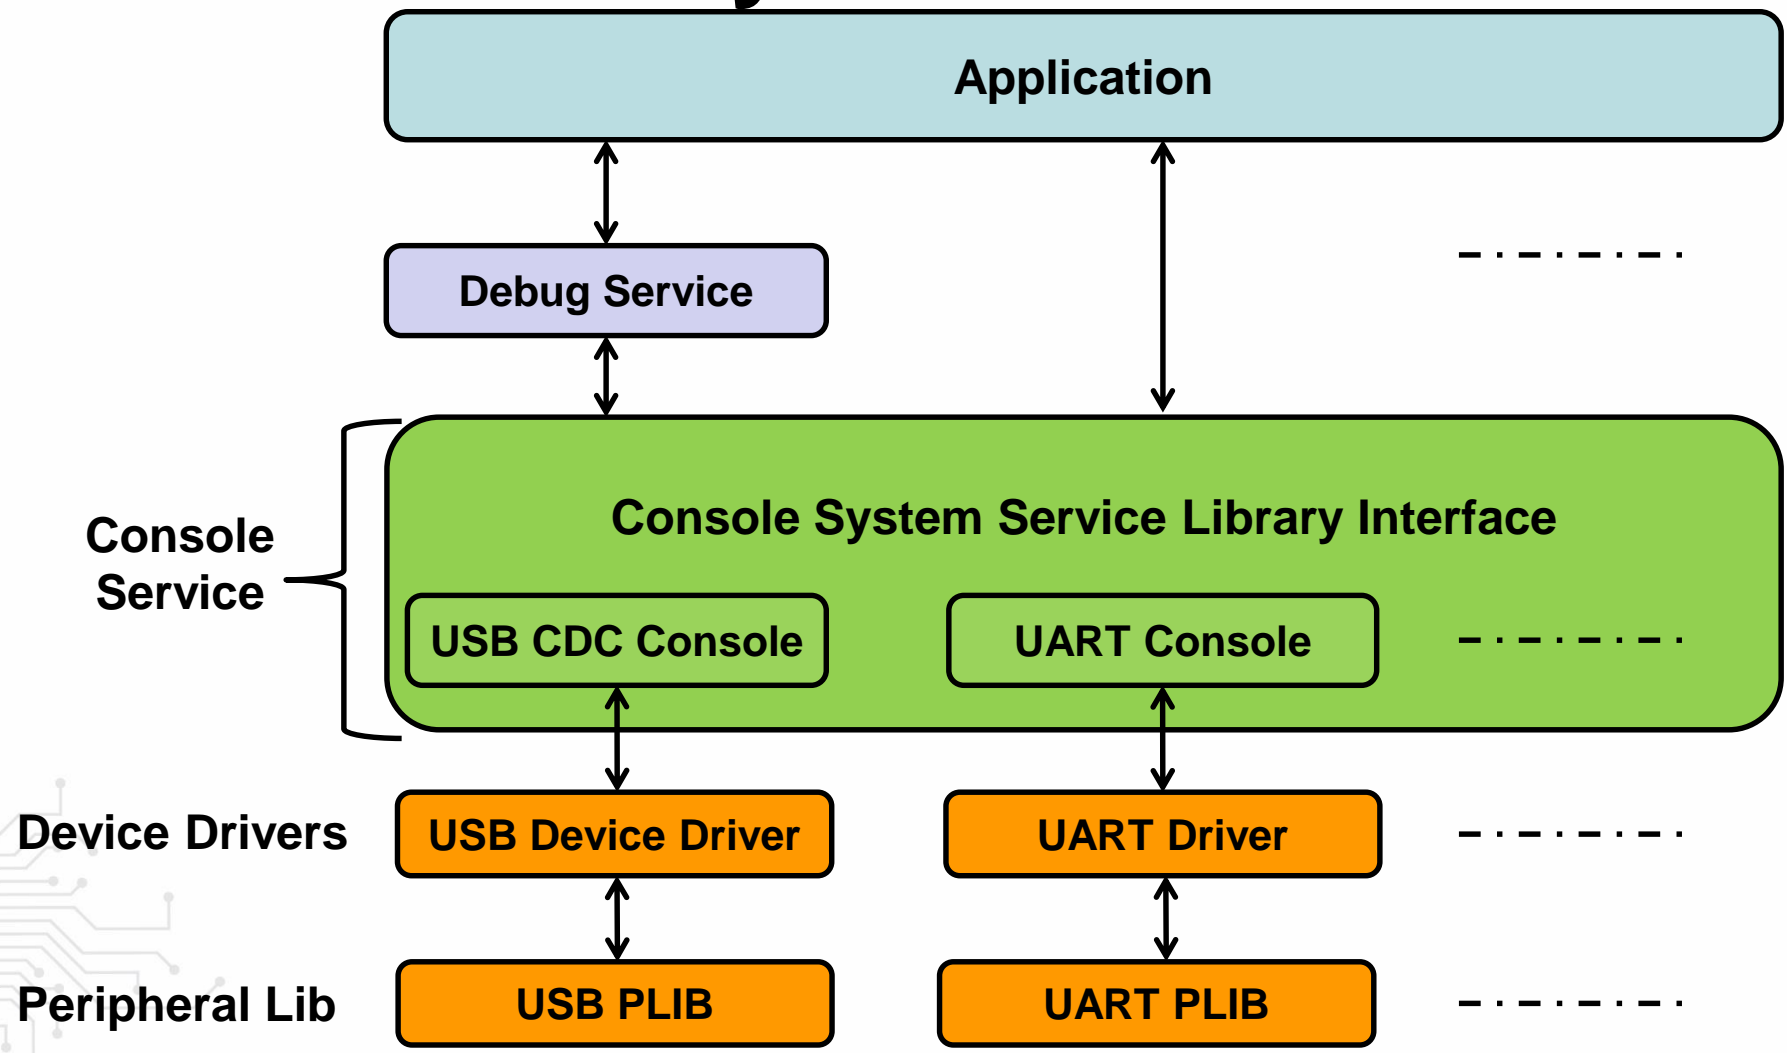 Application
Debug Service
Console System Service Library Interface
Console
Service
USB CDC Console
UART Console
Device Drivers
USB Device Driver
UART Driver
Peripheral Lib
USB PLIB
UART PLIB